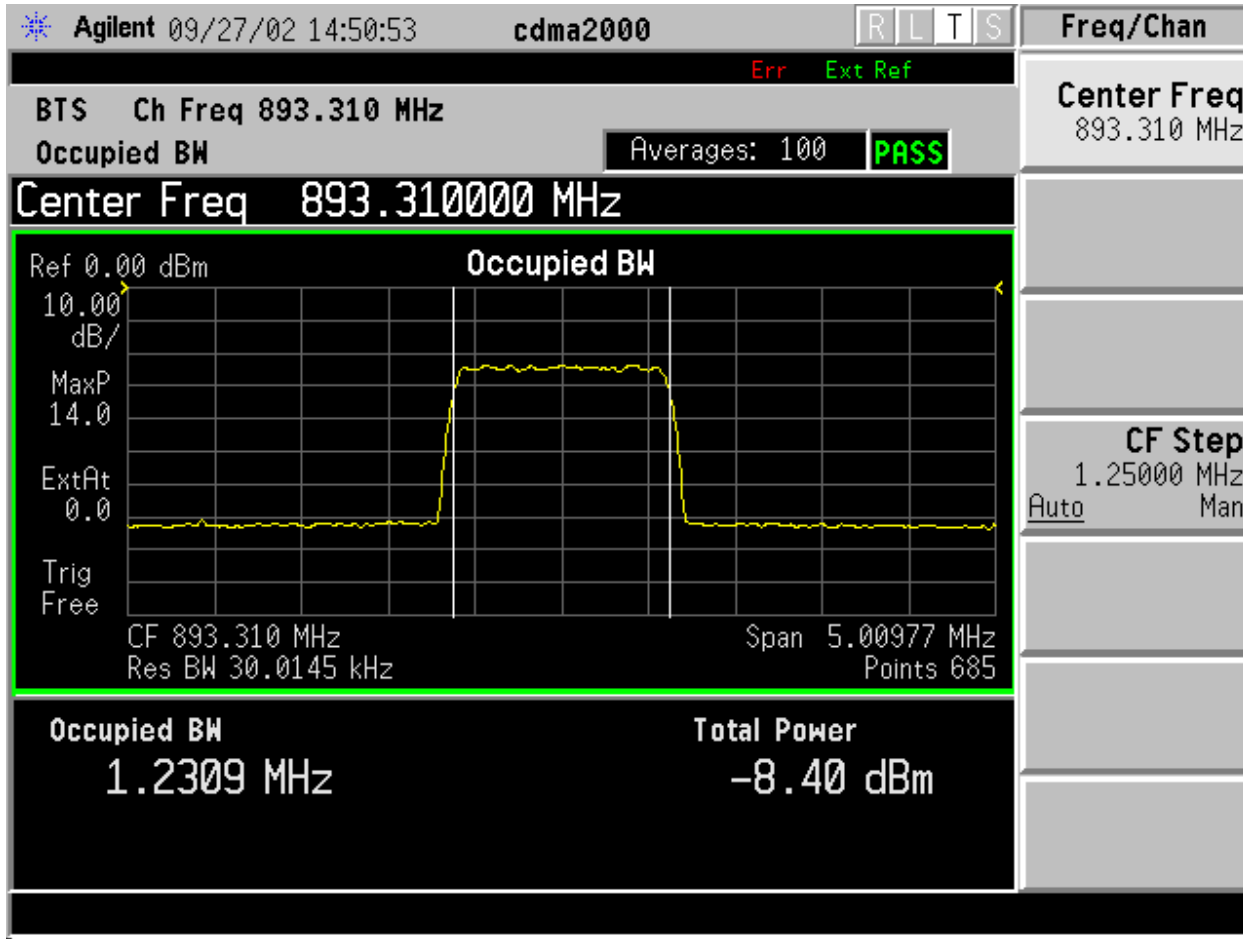 Agilent 09/27/02 14:50:53 cdma2000 R L T S Freq/Chan
Err Ext Ref
BTS Ch Freq 893.310 MHz
Occupied BW Averages: 100 PASS
Center Freq 893.310000 MHz
Ref 0.00 dBm Occupied BW
10.00
dB/
MaxP
14.0
ExtAt
0.0
Trig
Free
CF 893.310 MHz Span 5.00977 MHz
Res BW 30.0145 kHz Points 685
Occupied BW Total Power
1.2309 MHz -8.40 dBm
Center Freq
893.310 MHz
CF Step
1.25000 MHz
Auto Man